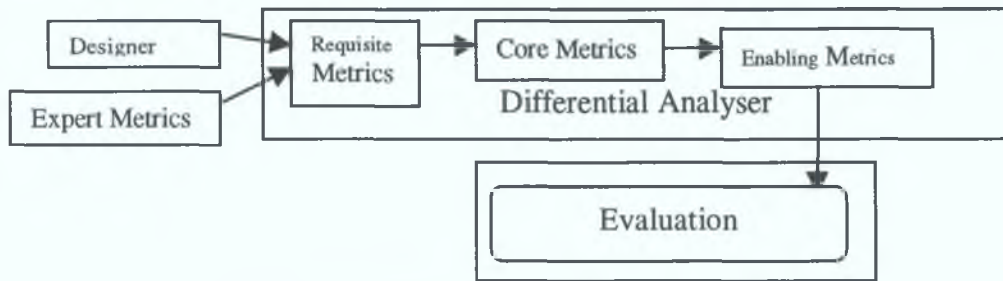 Designer
Requisite
Metrics
Core Metrics
Enabling Metrics
Expert Metrics
Differential Analyser
Evaluation